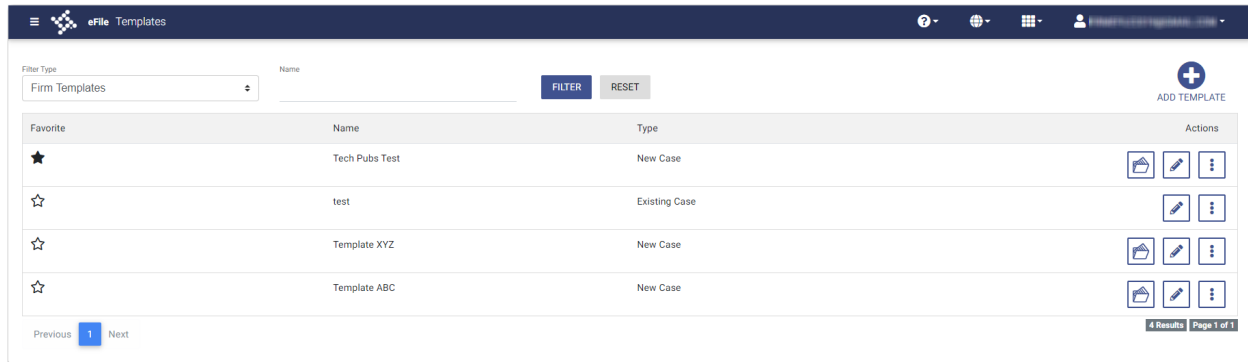 eFile Templates
Filter Type
Name
Firm Templates
FILTER
RESET
ADD TEMPLATE
Favorite Name Type Actions
Tech Pubs Test New Case
test Existing Case
Template XYZ New Case
Template ABC New Case
Previous 1 Next
4 Results Page 1 of 1